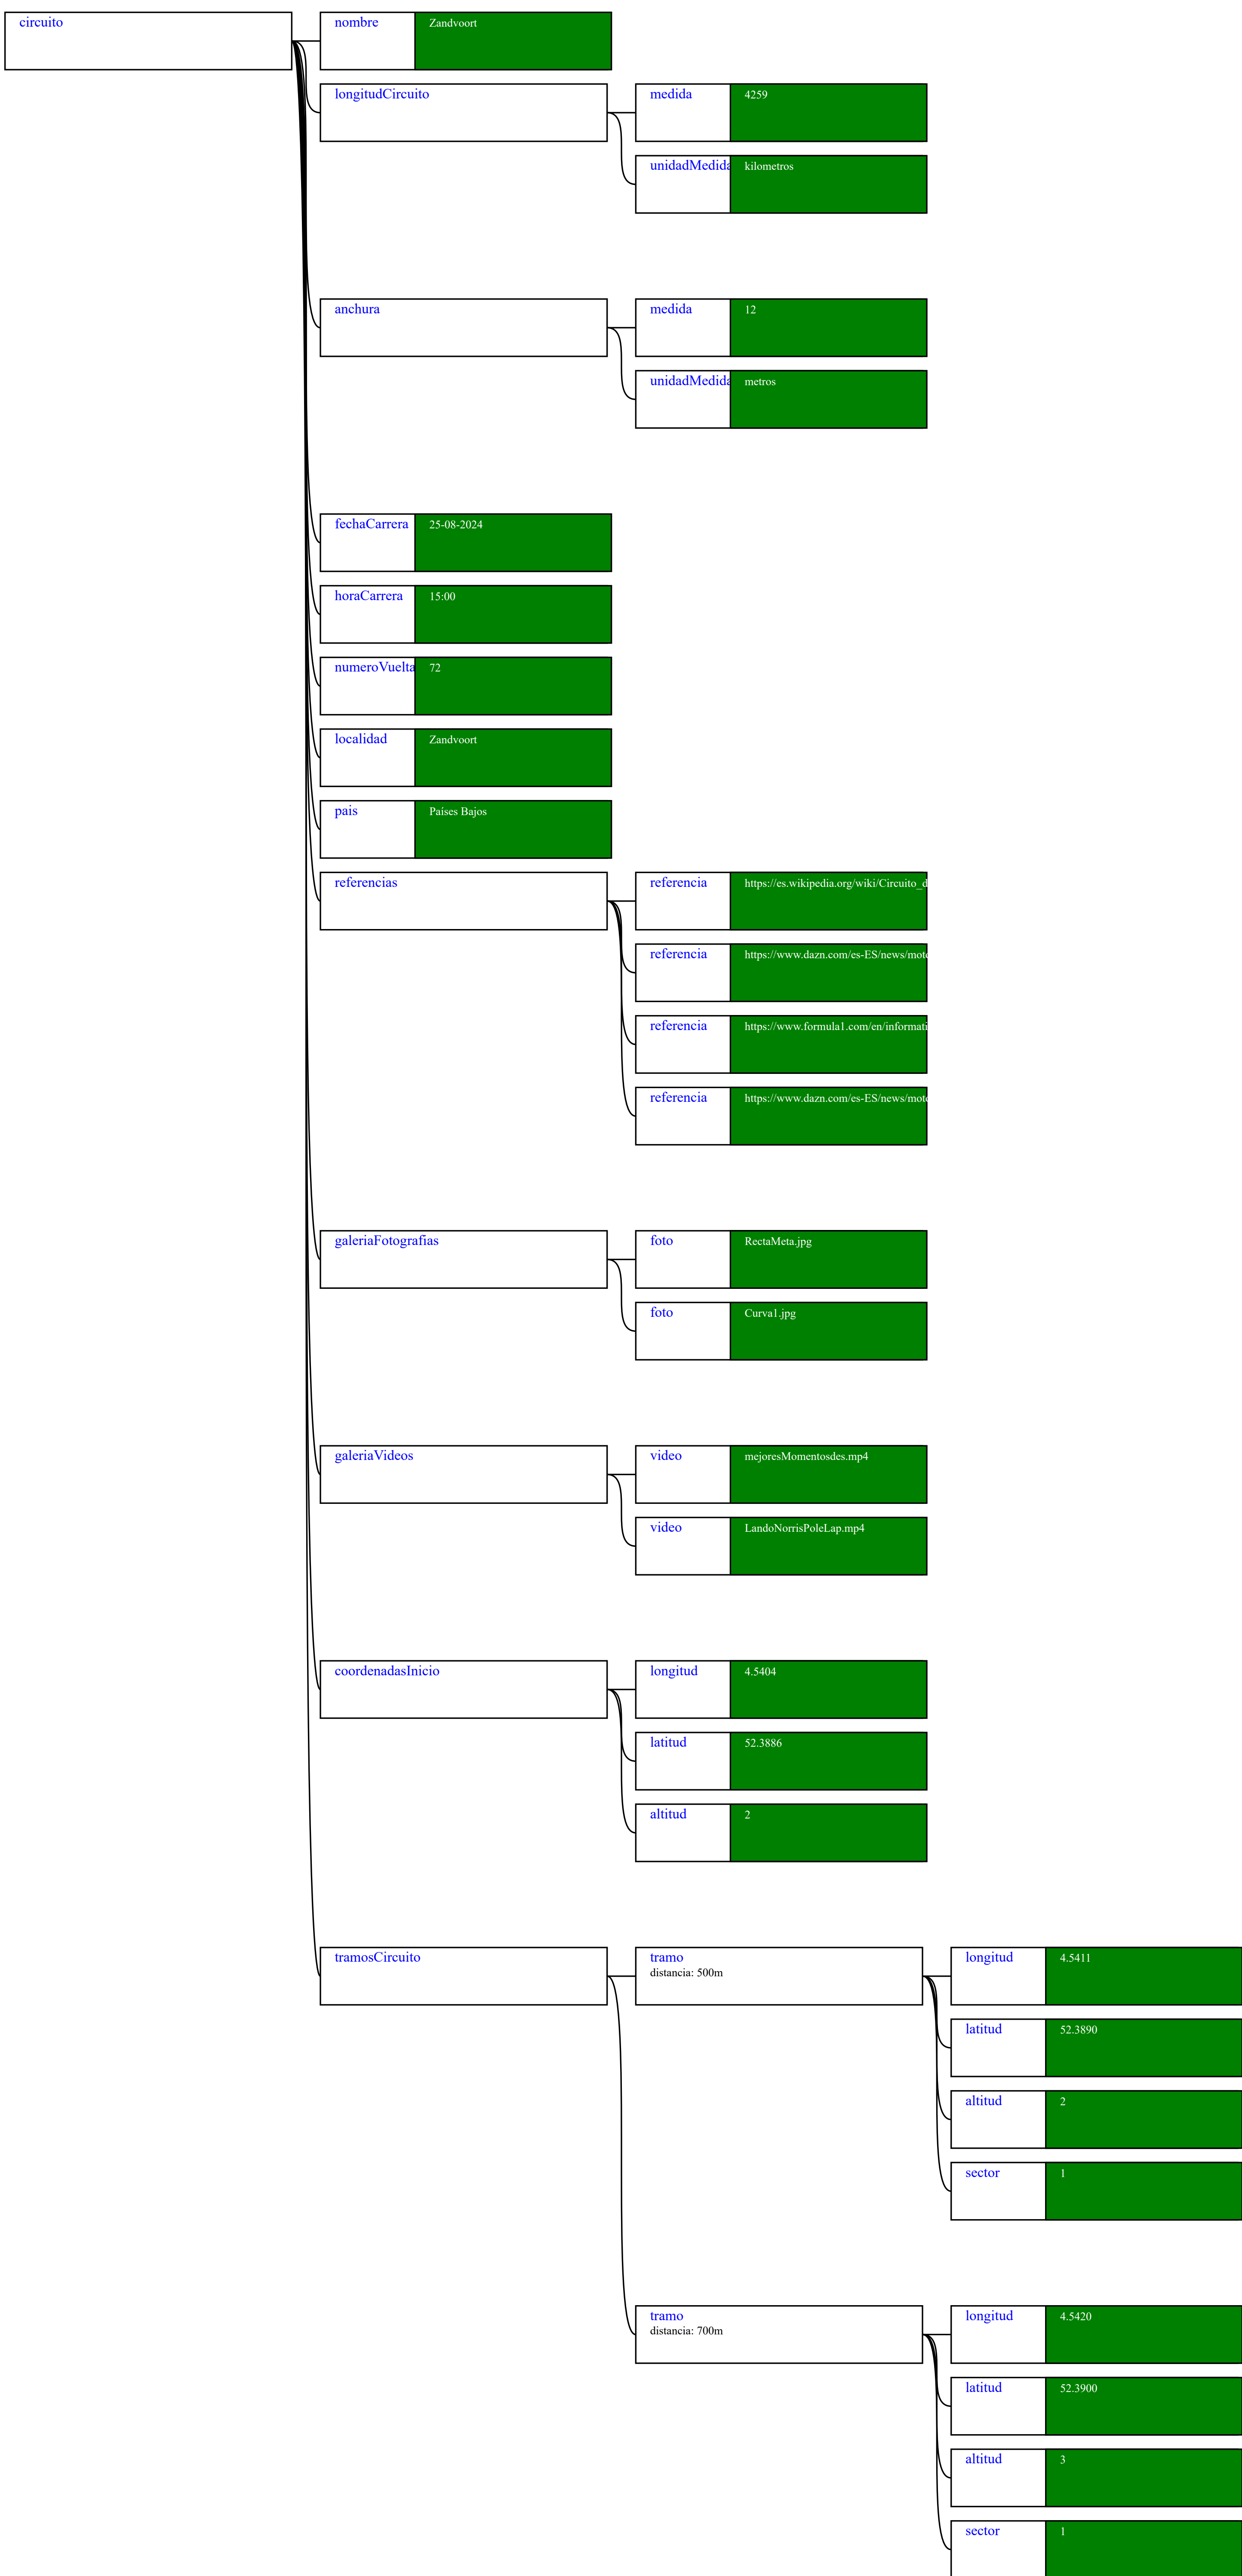 circuito
nombre
Zandvoort
longitudCircuito
medida
4259
unidadMedida
kilometros
anchura
medida
12
unidadMedida
metros
fechaCarrera
25-08-2024
horaCarrera
15:00
numeroVuelta
72
localidad
Zandvoort
pais
Países Bajos
referencias
referencia
https://es.wikipedia.org/wiki/Circuito_d
referencia
https://www.dazn.com/es-ES/news/moto
referencia
https://www.formula1.com/en/informati
referencia
https://www.dazn.com/es-ES/news/moto
galeriaFotografias
foto
RectaMeta.jpg
foto
Curva1.jpg
galeriaVideos
video
mejoresMomentosdes.mp4
video
LandoNorrisPoleLap.mp4
coordenadasInicio
longitud
4.5404
latitud
52.3886
altitud
2
tramosCircuito
tramo
distancia: 500m
longitud
4.5411
latitud
52.3890
altitud
2
sector
1
tramo
distancia: 700m
longitud
4.5420
latitud
52.3900
altitud
3
sector
1